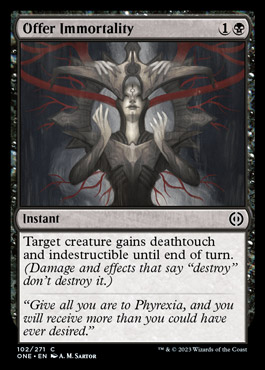 Offer Immortality 1
Instant
Target creature gains deathtouch
and indestructible until end of turn.
(Damage and effects that say “destroy”
don’t destroy it.)
“Give all you are to Phyrexia, and you
will receive more than you could have
ever desired.”
102/271 C
ONE • EN A. M. SARTOR
™ & © 2023 Wizards of the Coast